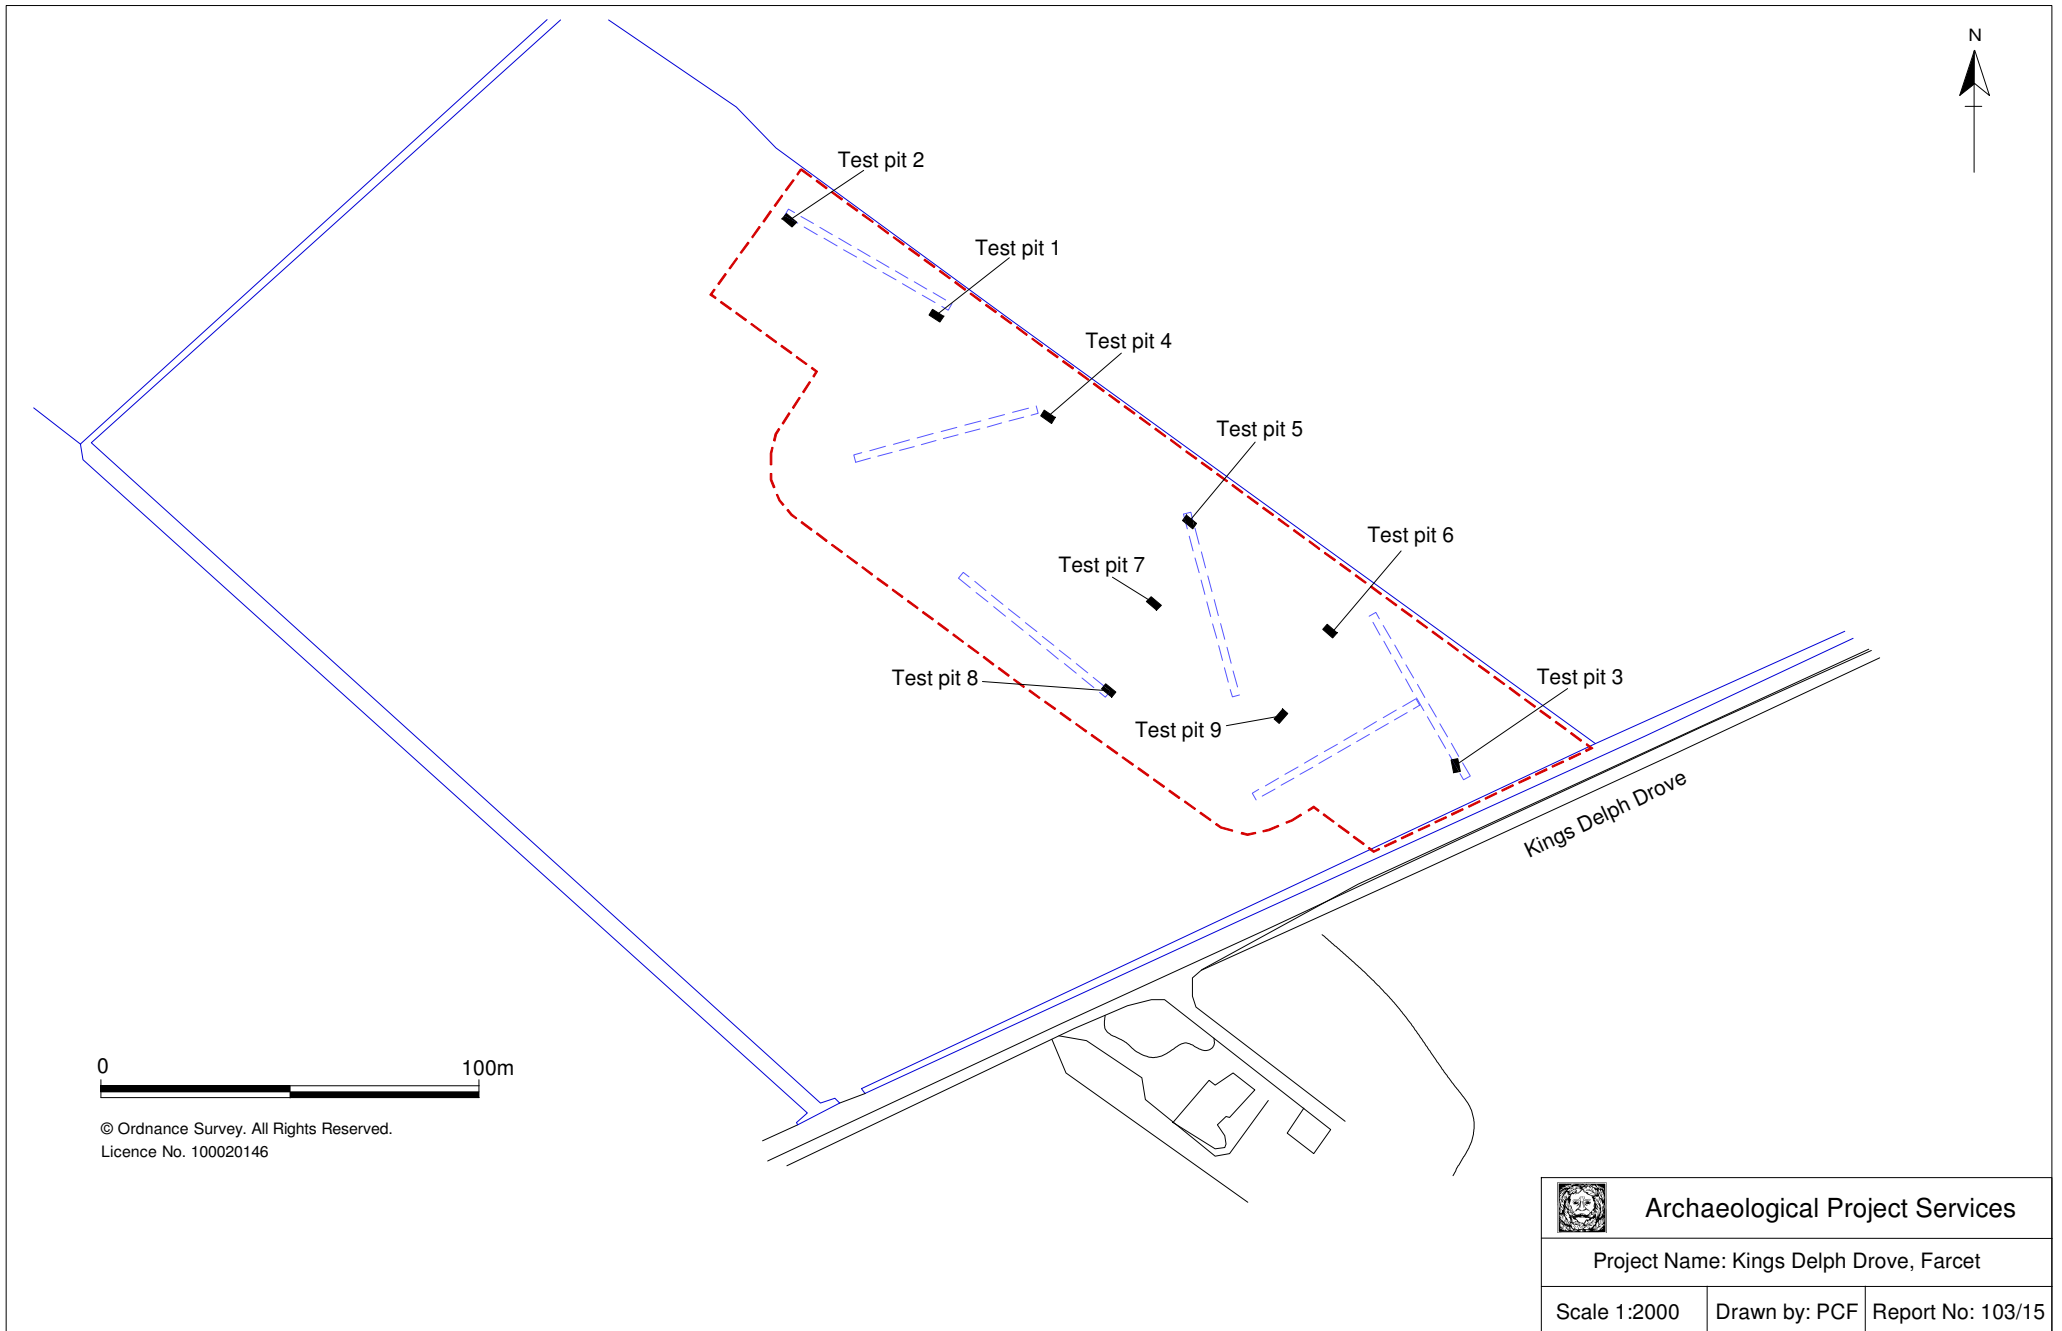 N
Test pit 2
Test pit 1
Test pit 4
Test pit 5
Test pit 6
Test pit 7
Test pit 8
Test pit 3
Test pit 9
Kings Delph Drove
0 100m
© Ordnance Survey. All Rights Reserved.
Licence No. 100020146
Archaeological Project Services
Project Name: Kings Delph Drove, Farcet
Scale 1:2000 Drawn by: PCF Report No: 103/15